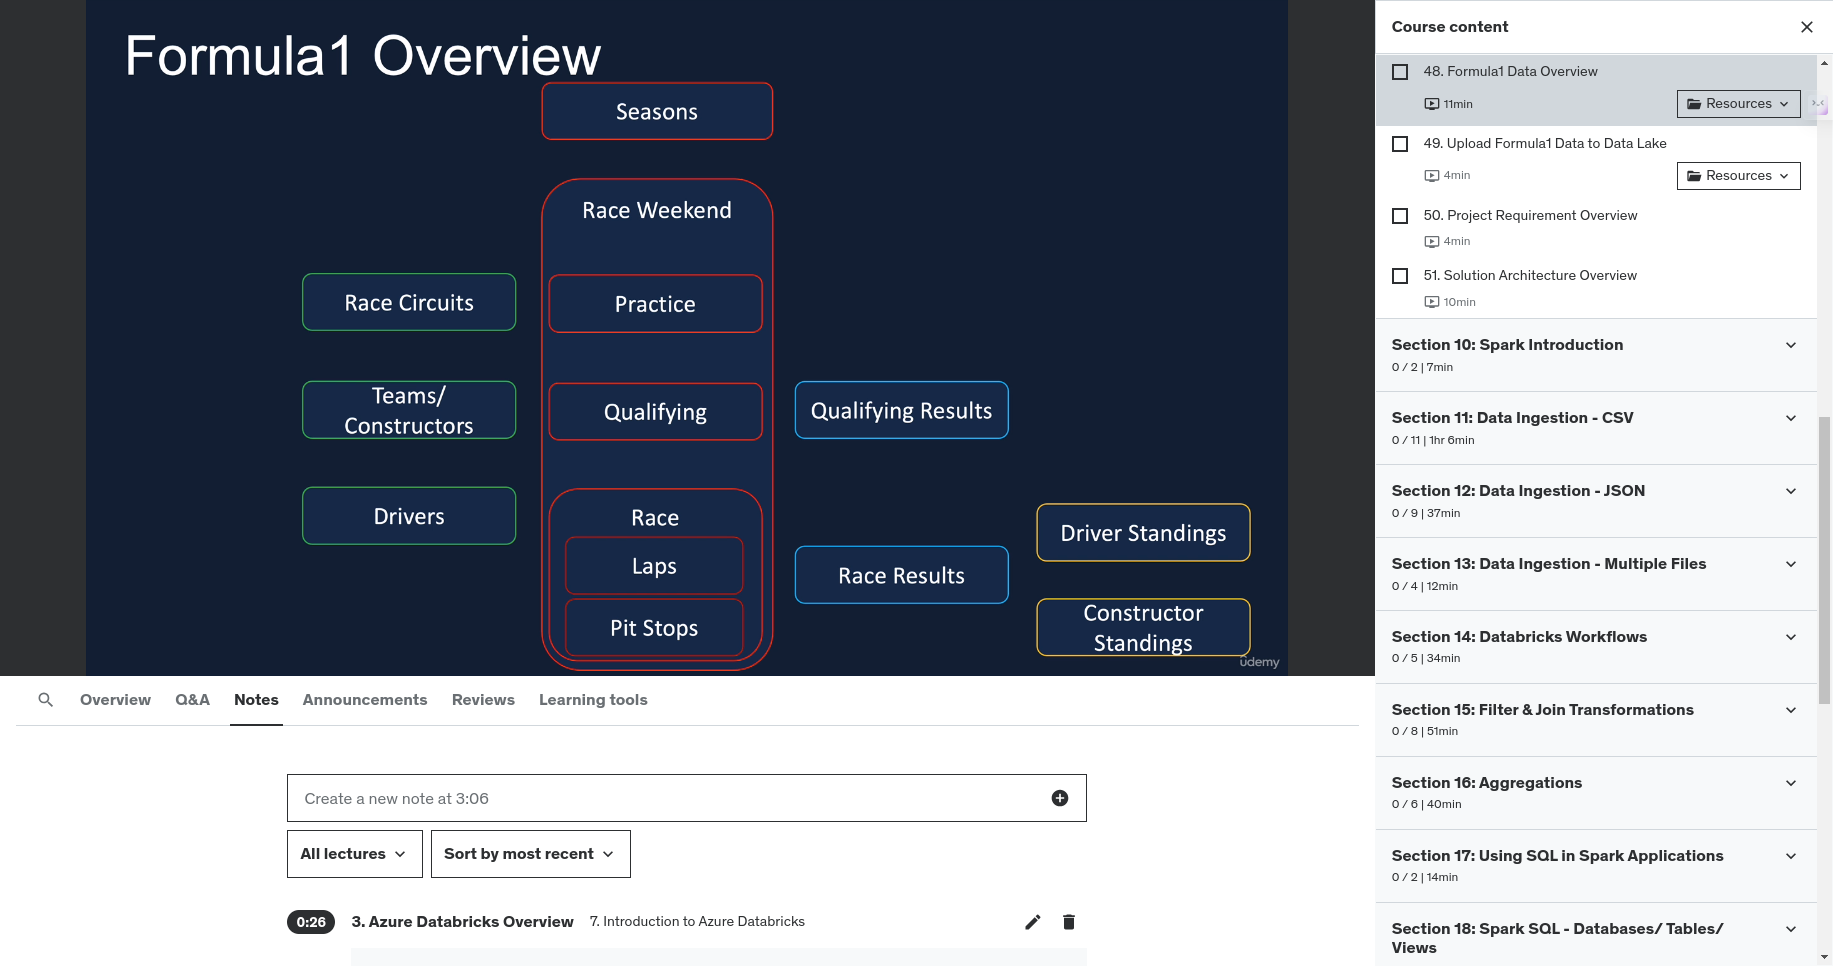 Formula1 Overview
Seasons
Race Weekend
Race Circuits
Practice
Teams/
Constructors
Qualifying
Qualifying Results
Drivers
Race
Laps
Pit Stops
Race Results
Driver Standings
Constructor
Standings
ûdemy
Overview
Q&A
Notes
Announcements
Reviews
Learning tools
Create a new note at 3:06
All lectures
Sort by most recent
0:26
3. Azure Databricks Overview
7. Introduction to Azure Databricks
Course content
48. Formula1 Data Overview
11min
Resources
49. Upload Formula1 Data to Data Lake
4min
Resources
50. Project Requirement Overview
4min
51. Solution Architecture Overview
10min
Section 10: Spark Introduction
0 / 2 | 7min
Section 11: Data Ingestion - CSV
0 / 11 | 1hr 6min
Section 12: Data Ingestion - JSON
0 / 9 | 37min
Section 13: Data Ingestion - Multiple Files
0 / 4 | 12min
Section 14: Databricks Workflows
0 / 5 | 34min
Section 15: Filter & Join Transformations
0 / 8 | 51min
Section 16: Aggregations
0 / 6 | 40min
Section 17: Using SQL in Spark Applications
0 / 2 | 14min
Section 18: Spark SQL - Databases/ Tables/
Views